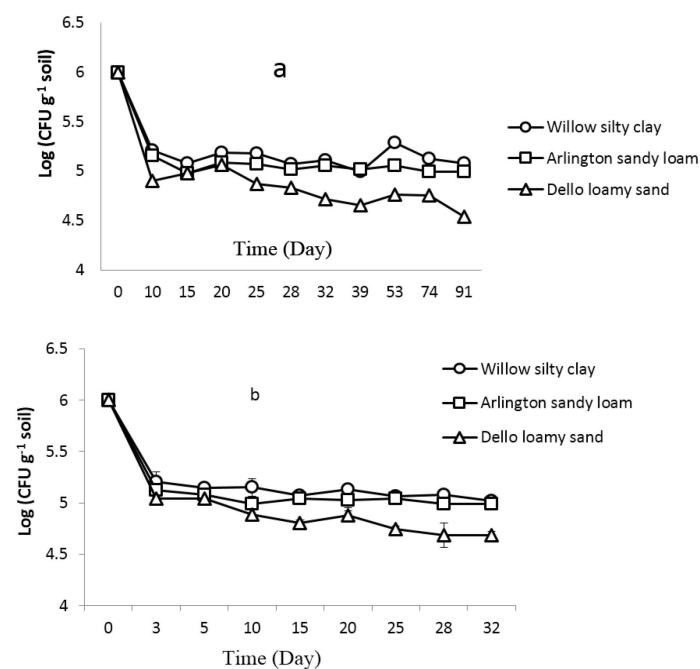 6.5
6
5.5
5
4.5
4
Log (CFU g⁻¹ soil)
a
Willow silty clay
Arlington sandy loam
Dello loamy sand
Time (Day)
0 10 15 20 25 28 32 39 53 74 91
6.5
6
5.5
5
4.5
4
Log (CFU g⁻¹ soil)
b
Willow silty clay
Arlington sandy loam
Dello loamy sand
0 3 5 10 15 20 25 28 32
Time (Day)